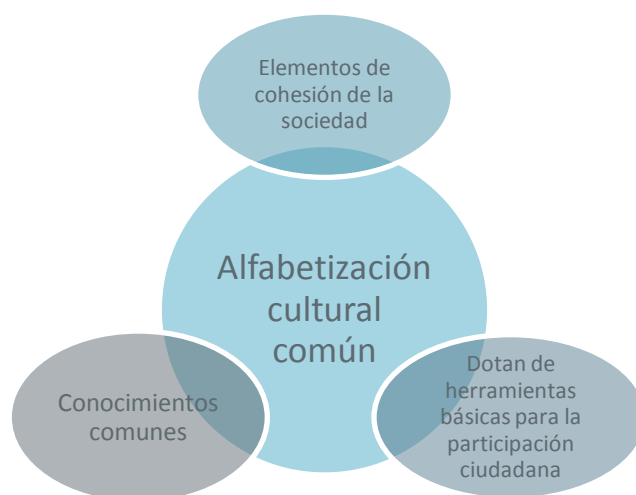 Elementos de
cohesión de la
sociedad
Alfabetización
cultural
común
Conocimientos
comunes
Dotan de
herramientas
básicas para la
participación
ciudadana